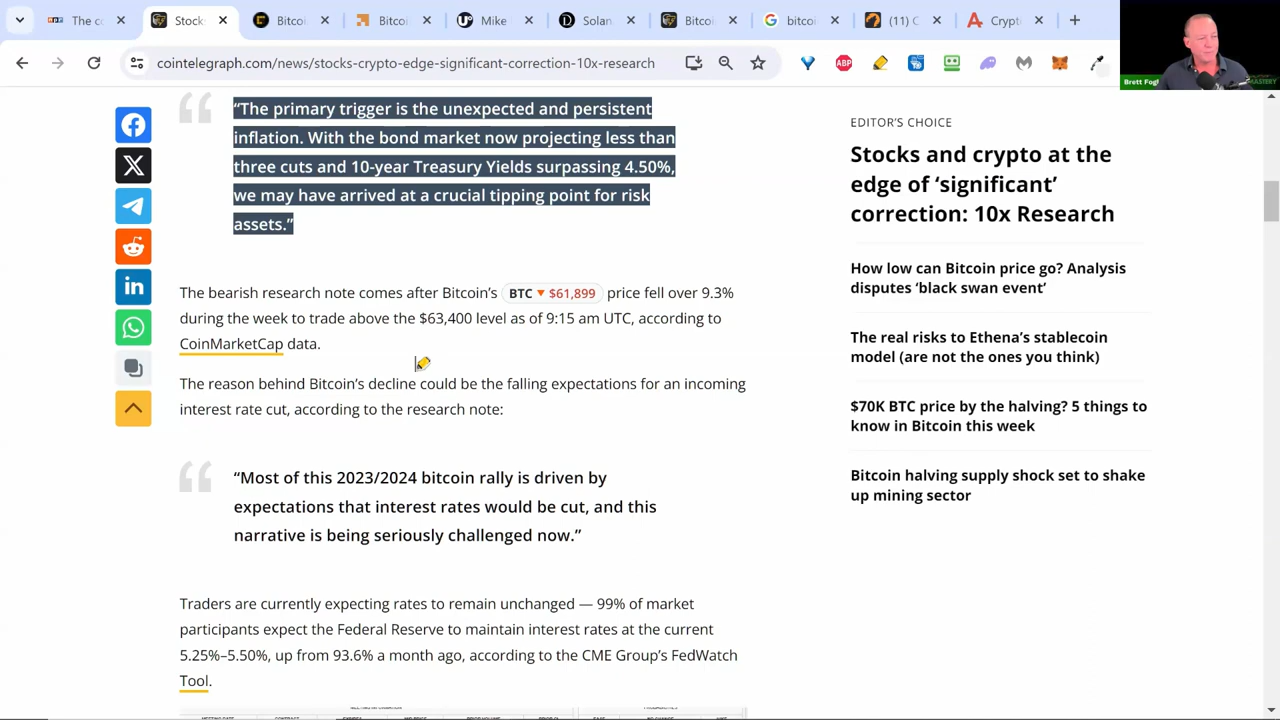 The c
Stock
Bitcoi
Bitcoi
Mike
Solan
Bitcoi
bitcoi
(11) C
Crypt
cointelegraph.com/news/stocks-crypto-edge-significant-correction-10x-research
ABP
Brett Fogl
MASTERY
“The primary trigger is the unexpected and persistent
inflation. With the bond market now projecting less than
three cuts and 10-year Treasury Yields surpassing 4.50%,
we may have arrived at a crucial tipping point for risk
assets.”
The bearish research note comes after Bitcoin’s BTC ▼ $61,899 price fell over 9.3%
during the week to trade above the $63,400 level as of 9:15 am UTC, according to
CoinMarketCap data.
The reason behind Bitcoin’s decline could be the falling expectations for an incoming
interest rate cut, according to the research note:
“Most of this 2023/2024 bitcoin rally is driven by
expectations that interest rates would be cut, and this
narrative is being seriously challenged now.”
Traders are currently expecting rates to remain unchanged — 99% of market
participants expect the Federal Reserve to maintain interest rates at the current
5.25%–5.50%, up from 93.6% a month ago, according to the CME Group’s FedWatch
Tool.
EDITOR’S CHOICE
Stocks and crypto at the
edge of ‘significant’
correction: 10x Research
How low can Bitcoin price go? Analysis
disputes ‘black swan event’
The real risks to Ethena’s stablecoin
model (are not the ones you think)
$70K BTC price by the halving? 5 things to
know in Bitcoin this week
Bitcoin halving supply shock set to shake
up mining sector